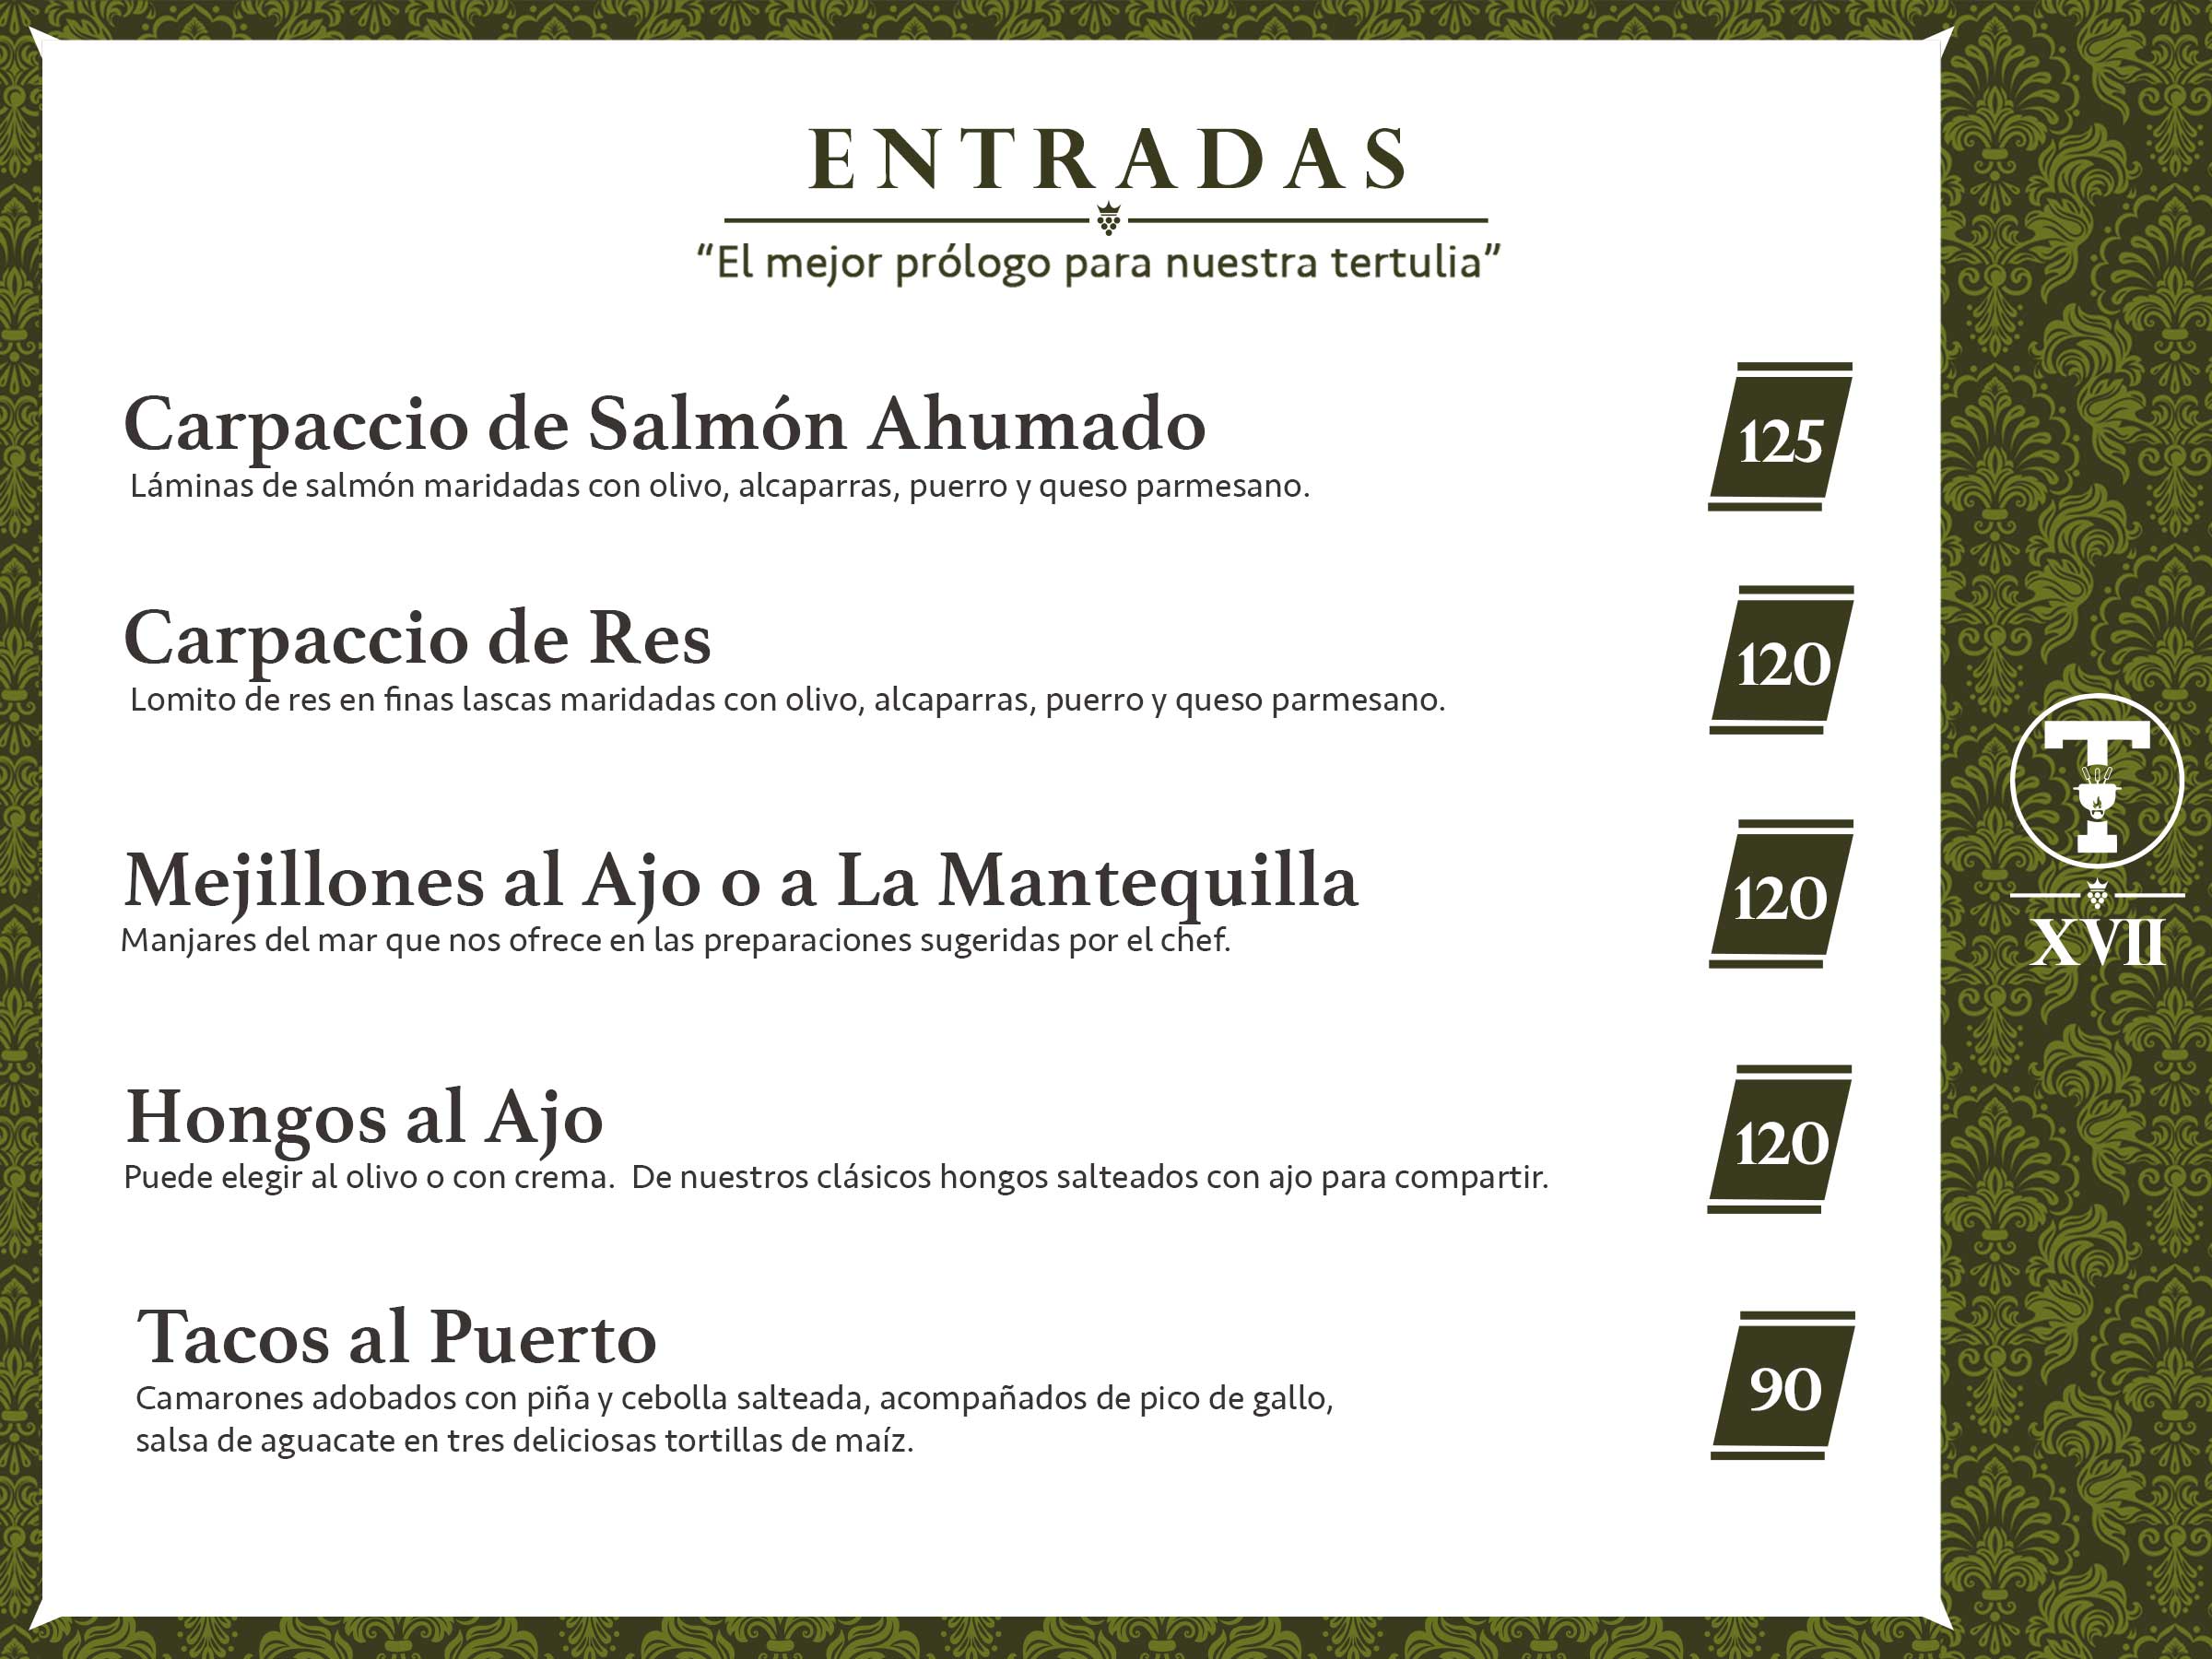 ENTRADAS
“El mejor prólogo para nuestra tertulia”
Carpaccio de Salmón Ahumado
Láminas de salmón maridadas con olivo, alcaparras, puerro y queso parmesano.
125
Carpaccio de Res
Lomito de res en finas lascas maridadas con olivo, alcaparras, puerro y queso parmesano.
120
Mejillones al Ajo o a La Mantequilla
Manjares del mar que nos ofrece en las preparaciones sugeridas por el chef.
120
Hongos al Ajo
Puede elegir al olivo o con crema.  De nuestros clásicos hongos salteados con ajo para compartir.
120
Tacos al Puerto
Camarones adobados con piña y cebolla salteada, acompañados de pico de gallo,
salsa de aguacate en tres deliciosas tortillas de maíz.
90
T
XVII